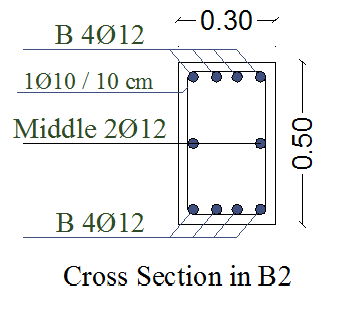 0.30
B 4Ø12
1Ø10 / 10 cm
Middle 2Ø12
0.50
B 4Ø12
Cross Section in B2